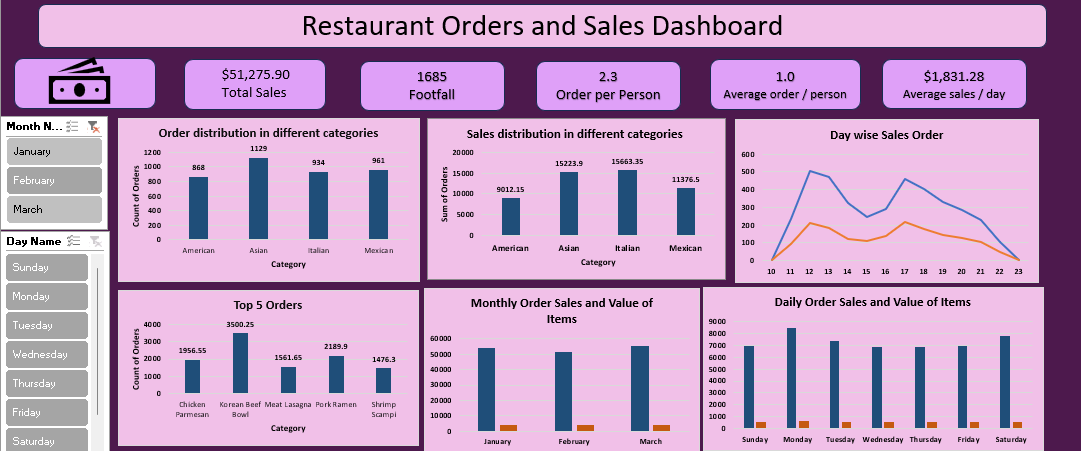 Restaurant Orders and Sales Dashboard
$51,275.90
Total Sales
1685
Footfall
2.3
Order per Person
1.0
Average order / person
$1,831.28
Average sales / day
Month N...
January
February
March
Day Name
Sunday
Monday
Tuesday
Wednesday
Thursday
Friday
Saturday
Order distribution in different categories
Count of Orders
1200
1000
800
600
400
200
0
868
1129
934
961
American Asian Italian Mexican
Category
Sales distribution in different categories
Sum of Orders
20000
15000
10000
5000
0
9012.15
15223.9
15663.35
11376.5
American Asian Italian Mexican
Category
Day wise Sales Order
600
500
400
300
200
100
0
10 11 12 13 14 15 16 17 18 19 20 21 22 23
Top 5 Orders
Count of Orders
4000
3000
2000
1000
0
1956.55
3500.25
1561.65
2189.9
1476.3
Chicken Korean Beef Meat Lasagna Pork Ramen Shrimp
Parmesan Bowl Scampi
Category
Monthly Order Sales and Value of
Items
60000
50000
40000
30000
20000
10000
0
January February March
Daily Order Sales and Value of Items
9000
8000
7000
6000
5000
4000
3000
2000
1000
0
Sunday Monday Tuesday Wednesday Thursday Friday Saturday